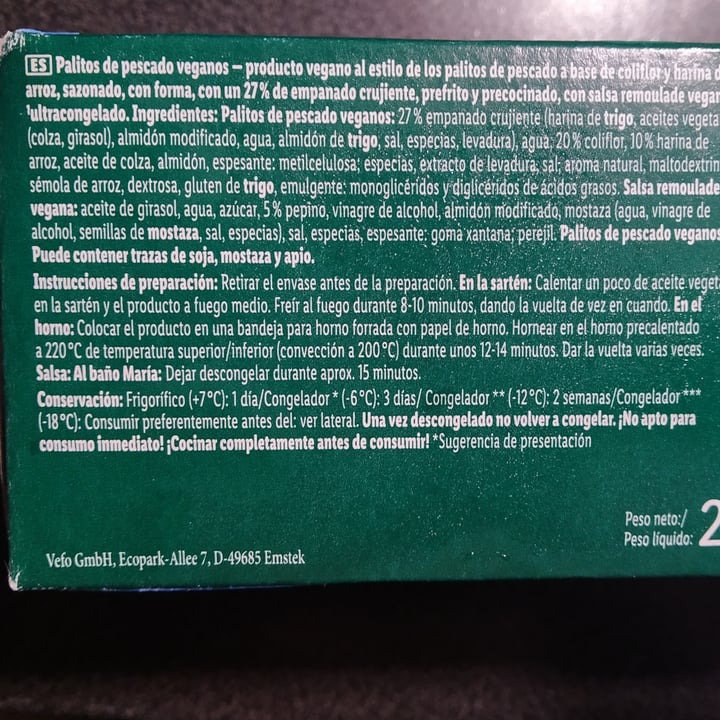 ES Palitos de pescado veganos – producto vegano al estilo de los palitos de pescado a base de coliflor y harina
arroz, sazonado, con forma, con un 27% de empanado crujiente, prefrito y precocinado, con salsa remoulade
ultracongelado. Ingredientes: Palitos de pescado veganos: 27% empanado crujiente (harina de trigo, aceites
(colza, girasol), almidón modificado, agua, almidón de trigo, sal, especias, levadura), agua, 20% coliflor, 10% harina de
arroz, aceite de colza, almidón, espesante: metilcelulosa; especias, extracto de levadura, sal; aroma natural, maltodextrin
sémola de arroz, dextrosa, gluten de trigo, emulgente: monoglicéridos y diglicéridos de ácidos grasos. Salsa remoulade
vegana: aceite de girasol, agua, azúcar, 5% pepino, vinagre de alcohol, almidón modificado, mostaza (agua, vinagre de
alcohol, semillas de mostaza, sal, especias), sal, especias, espesante: goma xantana; perejil. Palitos de pescado veganos
Puede contener trazas de soja, mostaza y apio.
Instrucciones de preparación: Retirar el envase antes de la preparación. En la sartén: Calentar un poco de aceite
en la sartén y el producto a fuego medio. Freír al fuego durante 8-10 minutos, dando la vuelta de vez en cuando. En el
horno: Colocar el producto en una bandeja para horno forrada con papel de horno. Hornear en el horno precalentado
a 220°C de temperatura superior/inferior (convección a 200°C) durante unos 12-14 minutos. Dar la vuelta varias veces.
Salsa: Al baño María: Dejar descongelar durante aprox. 15 minutos.
Conservación: Frigorífico (+7°C): 1 día/Congelador * (-6°C): 3 días/ Congelador ** (-12°C): 2 semanas/Congelador ***
(-18°C): Consumir preferentemente antes del: ver lateral. Una vez descongelado no volver a congelar. ¡No apto para
consumo inmediato! ¡Cocinar completamente antes de consumir! *Sugerencia de presentación
Peso neto:/
Peso líquido: 2
Vefo GmbH, Ecopark-Allee 7, D-49685 Emstek